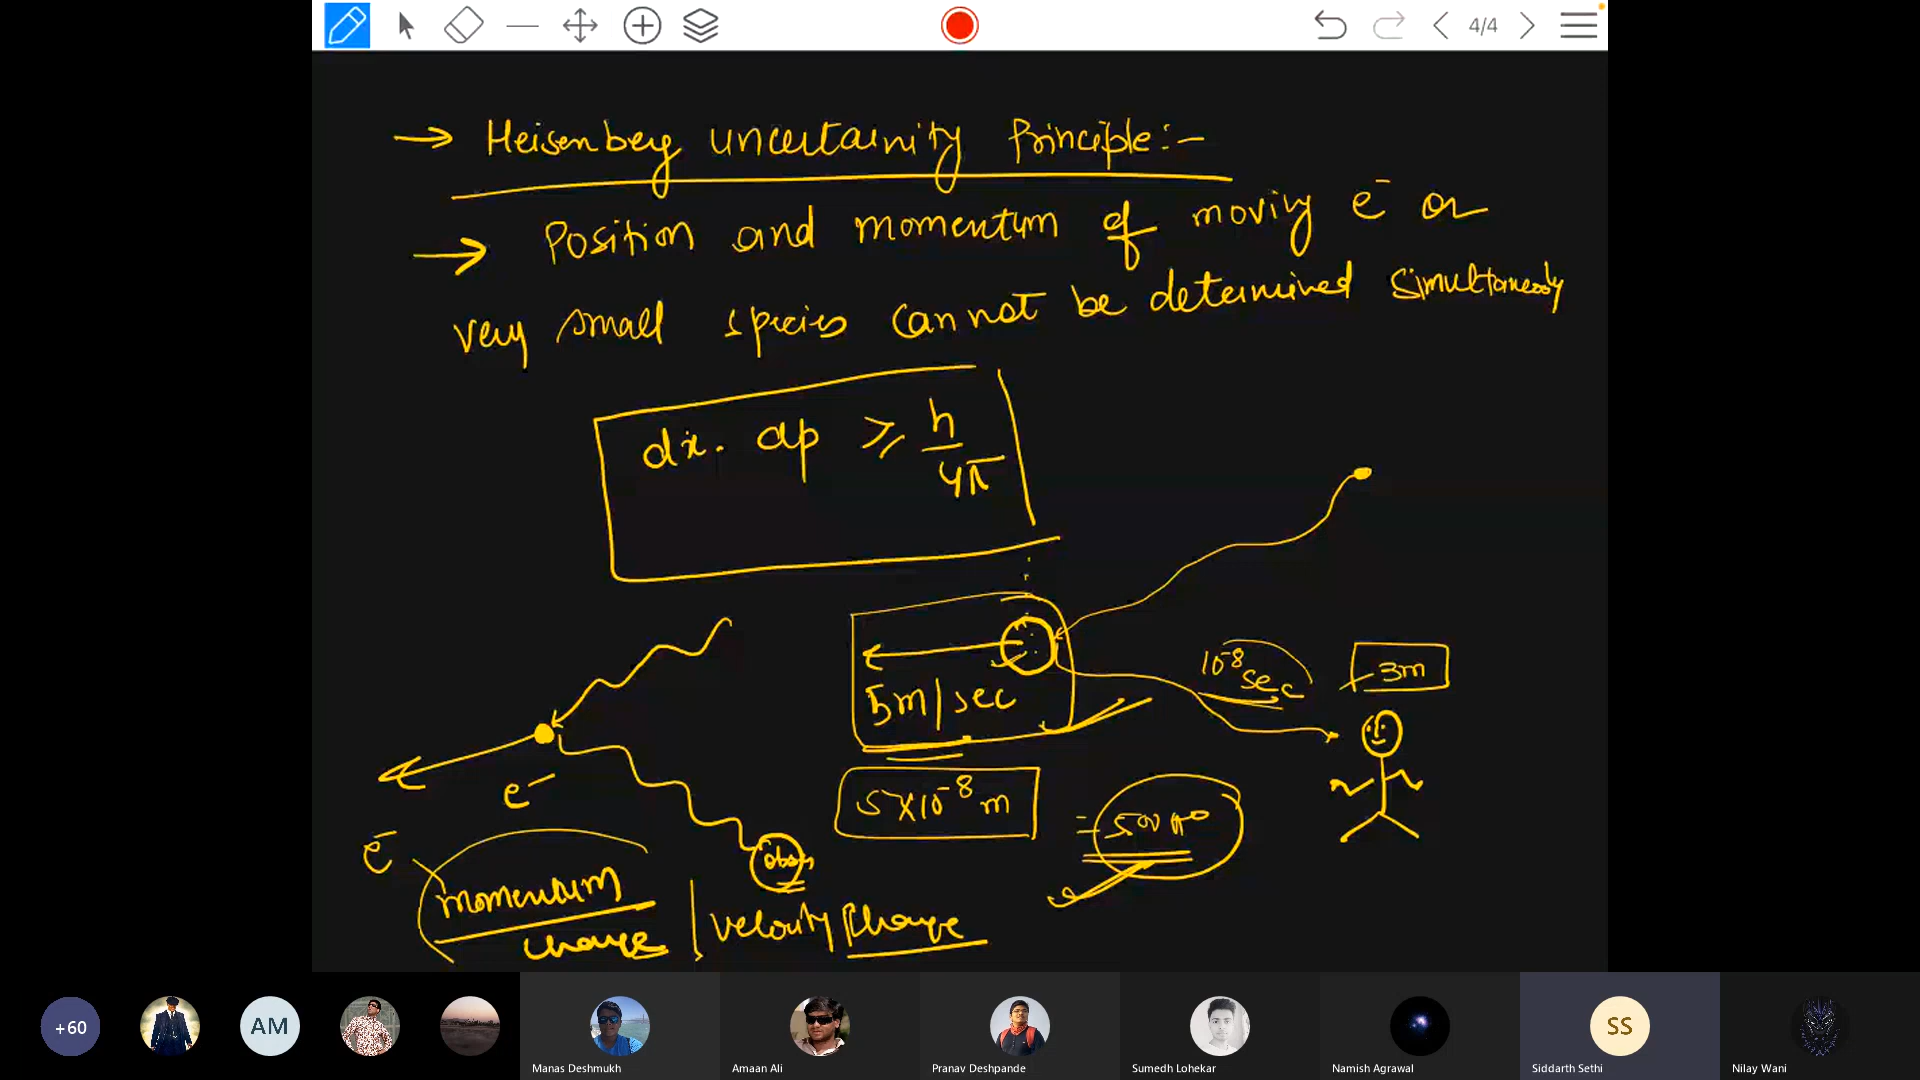 4/4
→ Heisenberg uncertainity Principle:-
→ Position and momentum of moving e⁻ or
very small species cannot be determined simultaneously
dx. dp ≥ h/4π
10⁻⁸ sec
3m
5m/sec
e⁻
5×10⁻⁸ m
e⁻
momentum
change
velocity change
+60
AM
SS
Manas Deshmukh
Amaan Ali
Pranav Deshpande
Sumedh Lohekar
Namish Agrawal
Siddarth Sethi
Nilay Wani